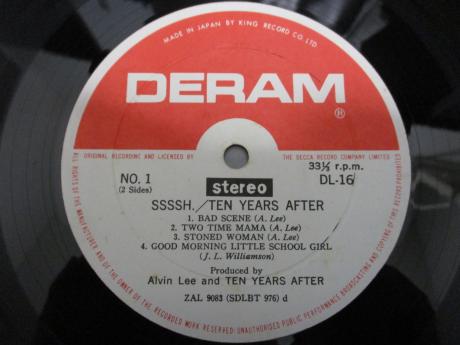 MADE IN JAPAN BY KING RECORD CO. LTD.
DERAM
®
ORIGINAL RECORDING AND LICENSED BY THE DECCA RECORD COMPANY LIMITED
NO. 1
(2 Sides)
stereo
33⅓ r.p.m.
DL-16
SSSSH./TEN YEARS AFTER
1. BAD SCENE (A. Lee)
2. TWO TIME MAMA (A. Lee)
3. STONED WOMAN (A. Lee)
4. GOOD MORNING LITTLE SCHOOL GIRL
(J. L. Williamson)
Produced by
Alvin Lee and TEN YEARS AFTER
ZAL 9083 (SDLBT 976) d
ALL RIGHTS OF THE MANUFACTURER AND OF THE OWNER OF THE RECORDED WORK RESERVED UNAUTHORISED PUBLIC PERFORMANCE BROADCASTING AND COPYING OF THIS RECORD PROHIBITED